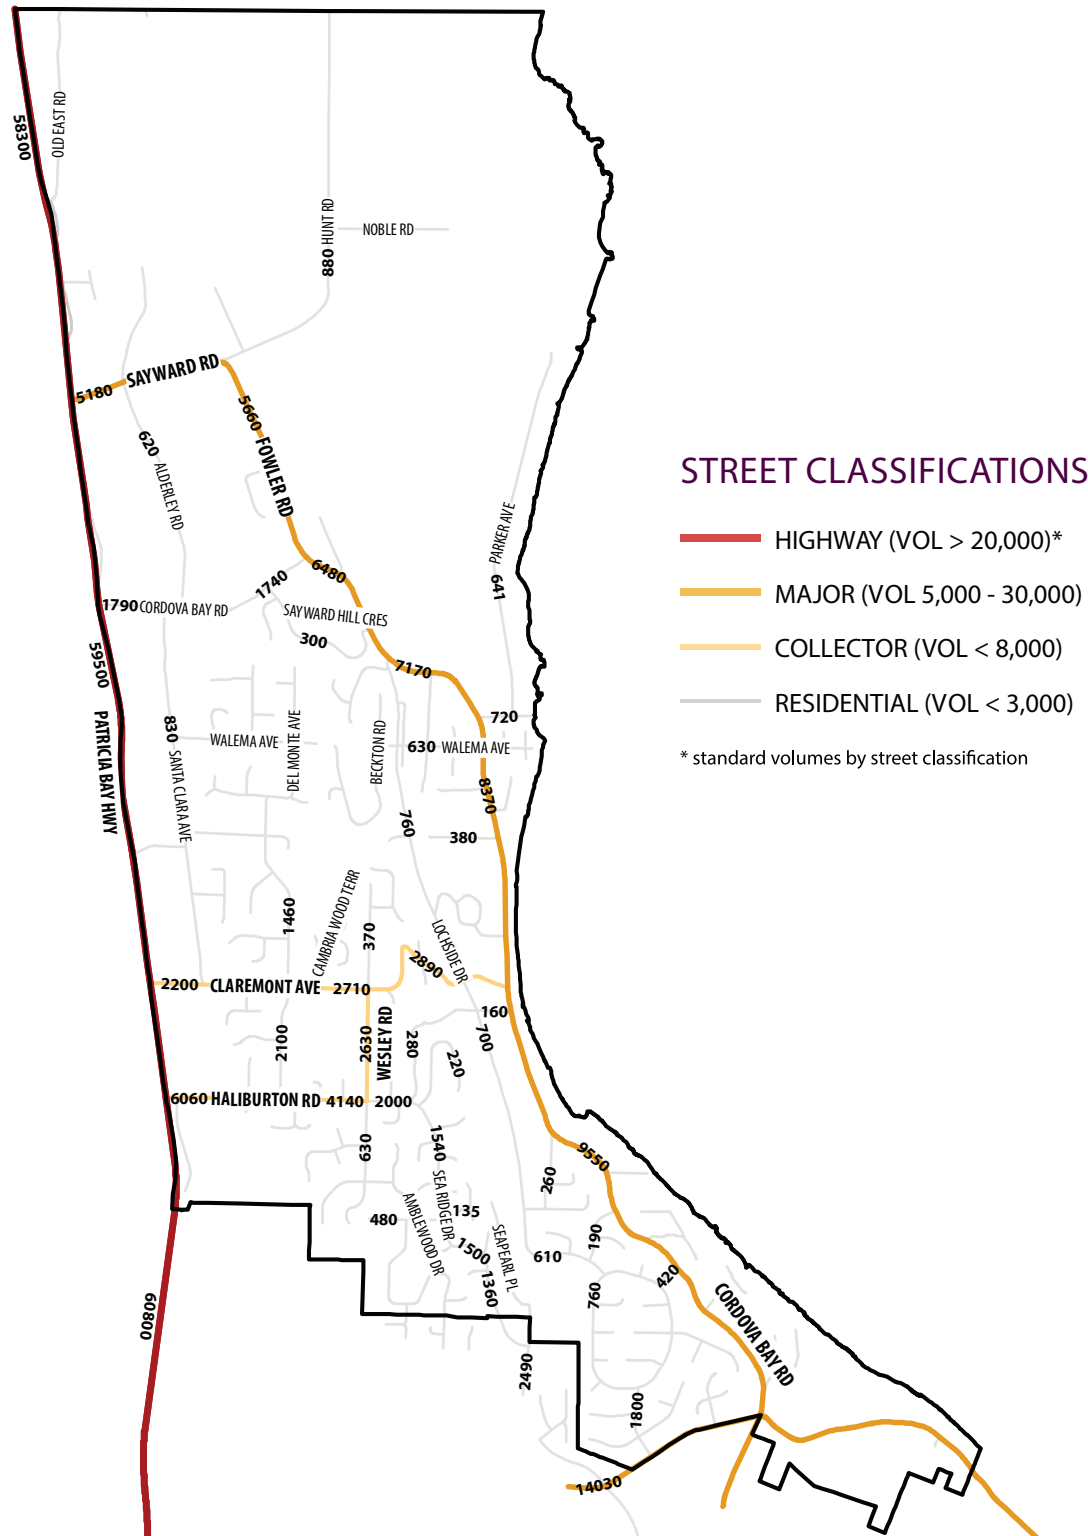 58300
OLD EAST RD
880 HUNT RD
NOBLE RD
5180
SAYWARD RD
5660
FOWLER RD
620
ALDERLEY RD
STREET CLASSIFICATIONS
HIGHWAY (VOL > 20,000)*
MAJOR (VOL 5,000 - 30,000)
COLLECTOR (VOL < 8,000)
RESIDENTIAL (VOL < 3,000)
* standard volumes by street classification
PARKER AVE
641
6480
1740
1790 CORDOVA BAY RD
SAYWARD HILL CRES
300
59500
PATRICIA BAY HWY
7170
720
830
SANTA CLARA AVE
WALEMA AVE
DEL MONTE AVE
BECKTON RD
630 WALEMA AVE
8370
760
380
1460
CAMBRIA WOOD TERR
370
LOCHSIDE DR
2890
2200 CLAREMONT AVE 2710
160
700
2100
2630
WESLEY RD
280
220
6060 HALIBURTON RD 4140 2000
630
1540
SEA RIDGE DR
9550
260
480
AMBLEWOOD DR
135
1500
SEAPEARL PL
1360
610
190
760
420
CORDOVA BAY RD
60800
2490
1800
14030